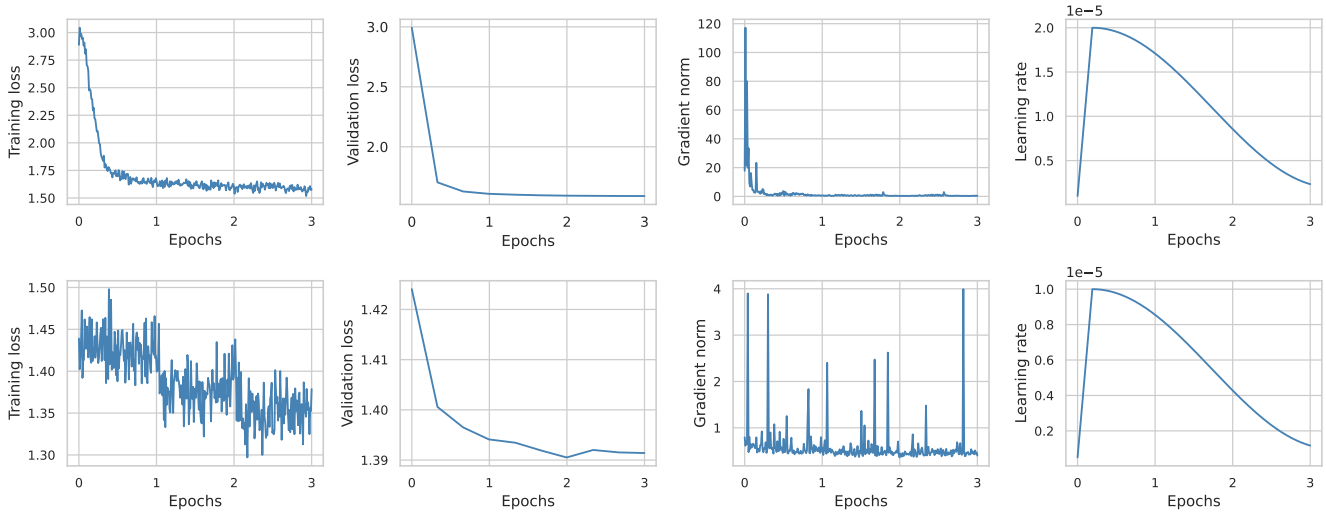 3.00
2.75
2.50
2.25
2.00
1.75
1.50
Training loss
0 1 2 3
Epochs
3.0
2.5
2.0
Validation loss
0 1 2 3
Epochs
120
100
80
60
40
20
0
Gradient norm
0 1 2 3
Epochs
1e−5
2.0
1.5
1.0
0.5
Learning rate
0 1 2 3
Epochs
1.50
1.45
1.40
1.35
1.30
Training loss
0 1 2 3
Epochs
1.42
1.41
1.40
1.39
Validation loss
0 1 2 3
Epochs
4
3
2
1
Gradient norm
0 1 2 3
Epochs
1e−5
1.0
0.8
0.6
0.4
0.2
Learning rate
0 1 2 3
Epochs